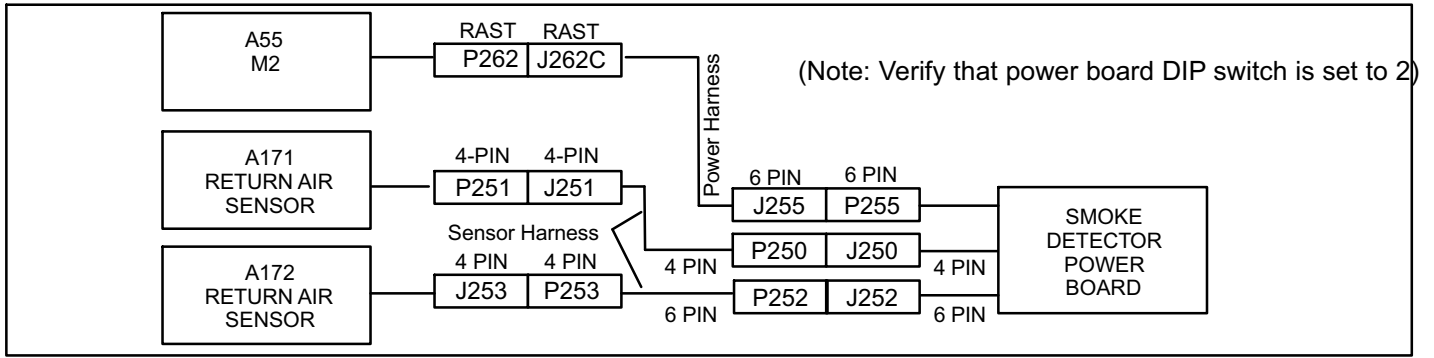 A55
M2
RAST RAST
P262 J262C
Power Harness
(Note: Verify that power board DIP switch is set to 2)
A171
RETURN AIR
SENSOR
4-PIN 4-PIN
P251 J251
6 PIN 6 PIN
J255 P255
Sensor Harness
4 PIN
P250 J250
4 PIN
A172
RETURN AIR
SENSOR
4 PIN 4 PIN
J253 P253
6 PIN
P252 J252
6 PIN
SMOKE
DETECTOR
POWER
BOARD